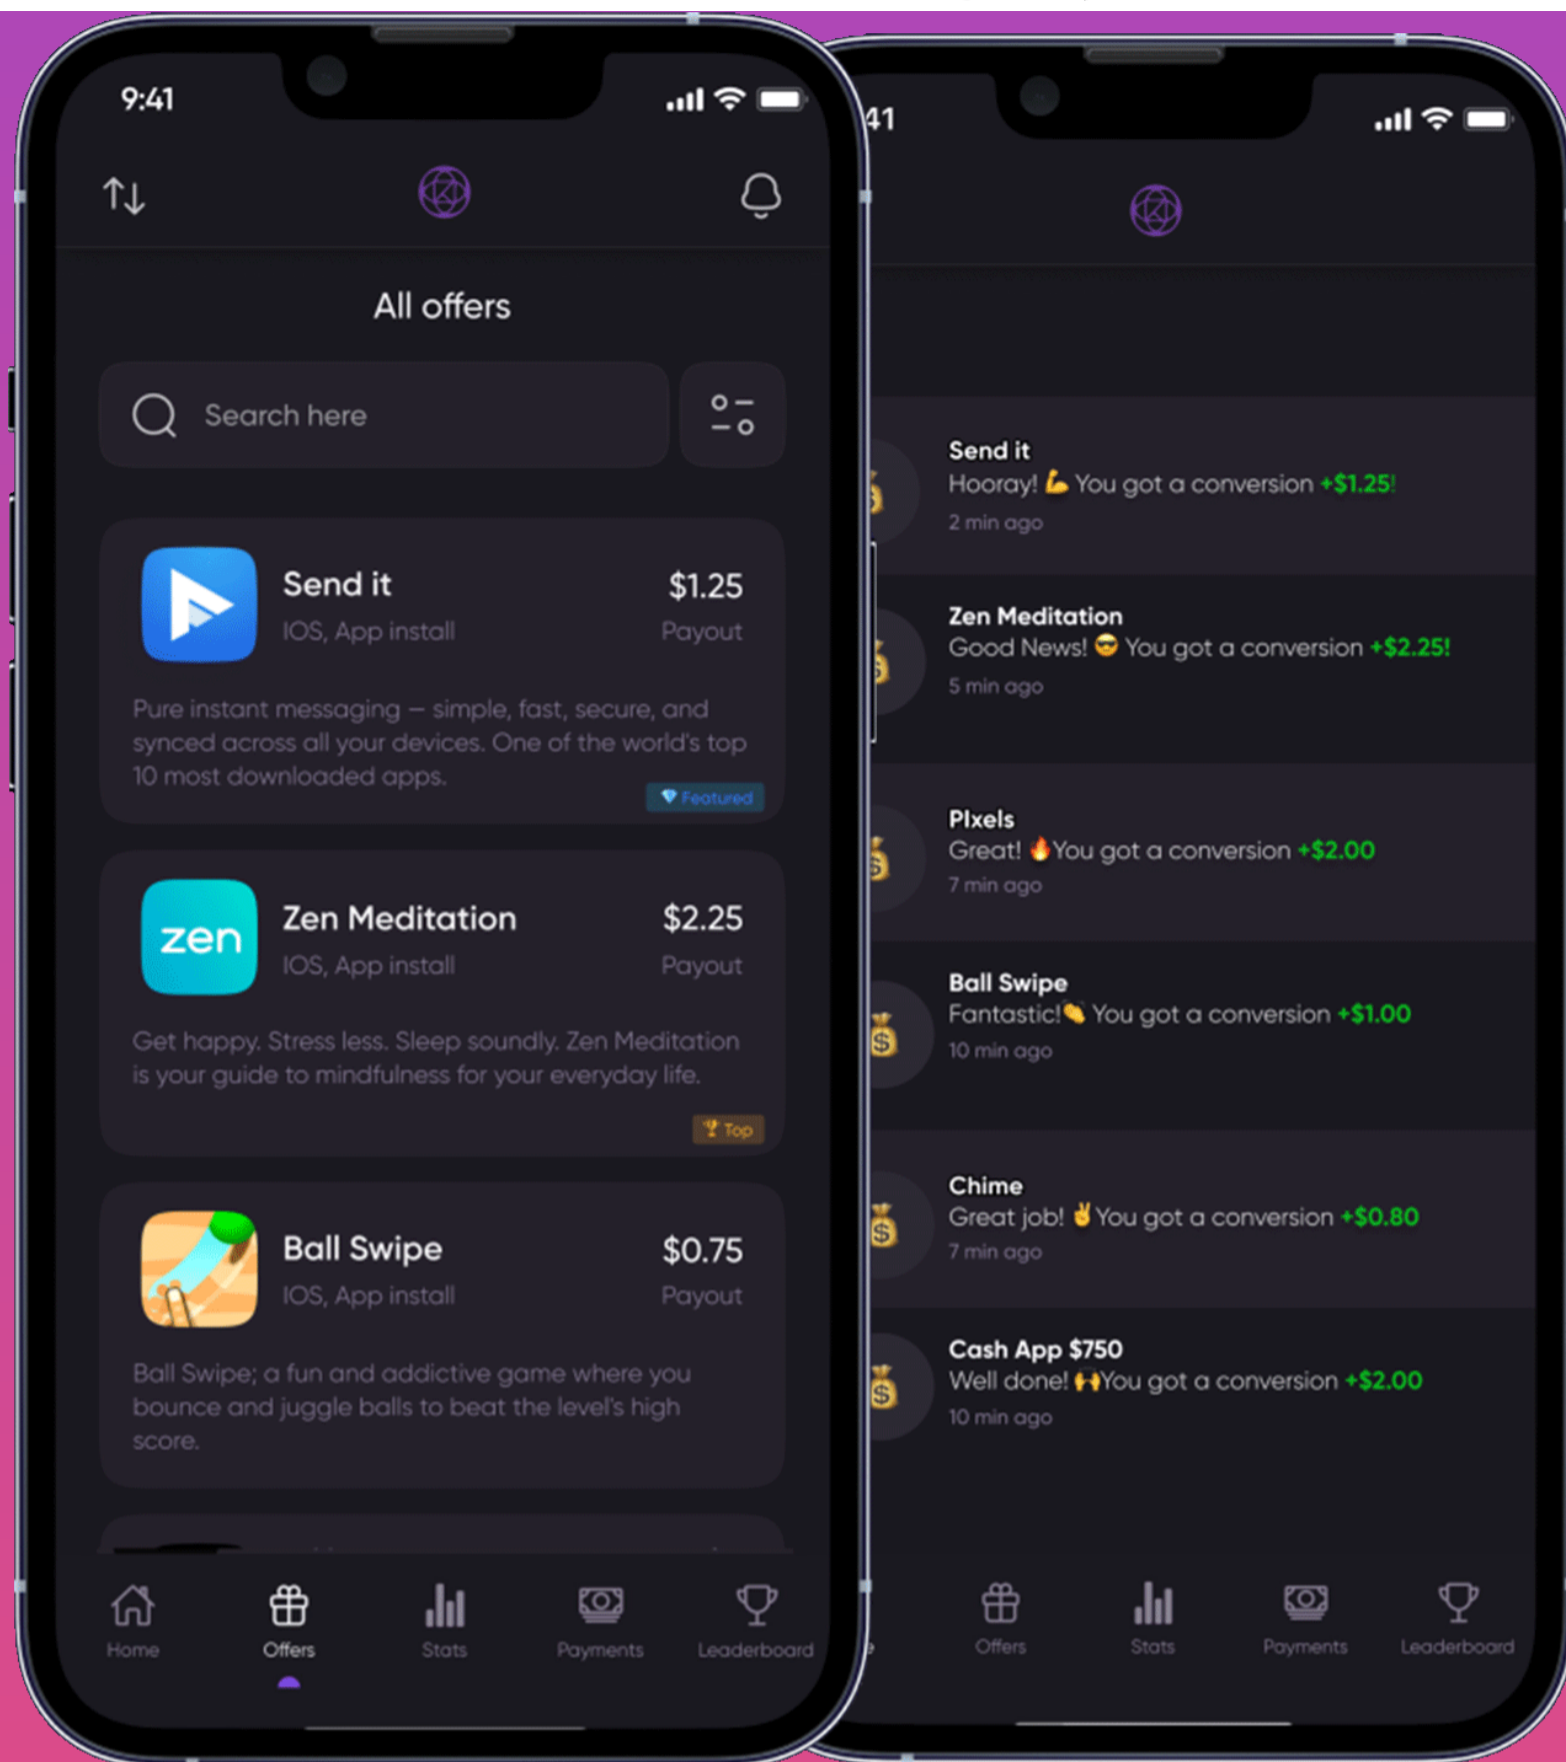 9:41
All offers
Search here
Send it
$1.25
IOS, App install
Payout
Pure instant messaging – simple, fast, secure, and
synced across all your devices. One of the world's top
10 most downloaded apps.
Featured
zen
Zen Meditation
$2.25
IOS, App install
Payout
Get happy. Stress less. Sleep soundly. Zen Meditation
is your guide to mindfulness for your everyday life.
Top
Ball Swipe
$0.75
IOS, App install
Payout
Ball Swipe; a fun and addictive game where you
bounce and juggle balls to beat the level's high
score.
Home
Offers
Stats
Payments
Leaderboard
41
Send it
Hooray! 💪 You got a conversion +$1.25!
2 min ago
Zen Meditation
Good News! 😎 You got a conversion +$2.25!
5 min ago
PIxels
Great! 🔥You got a conversion +$2.00
7 min ago
Ball Swipe
Fantastic!👏 You got a conversion +$1.00
10 min ago
Chime
Great job! ✌You got a conversion +$0.80
7 min ago
Cash App $750
Well done! 🙌You got a conversion +$2.00
10 min ago
Offers
Stats
Payments
Leaderboard